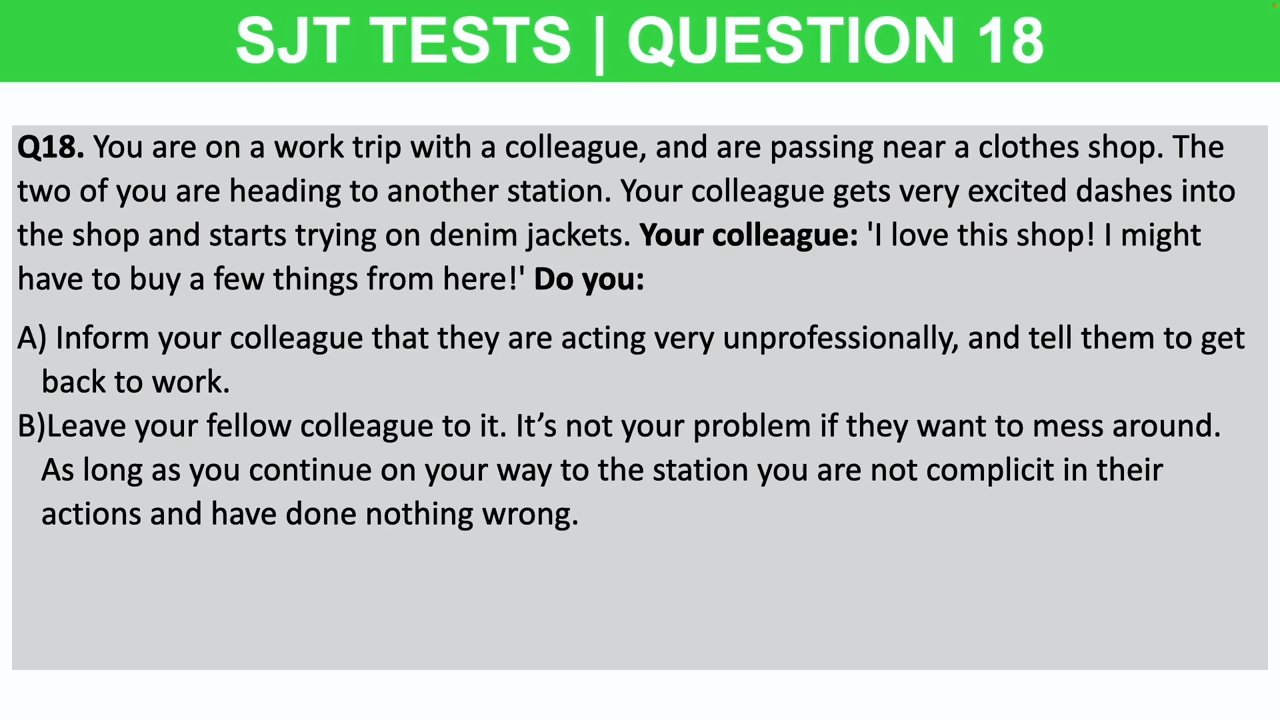 SJT TESTS | QUESTION 18
Q18. You are on a work trip with a colleague, and are passing near a clothes shop. The
two of you are heading to another station. Your colleague gets very excited dashes into
the shop and starts trying on denim jackets. Your colleague: 'I love this shop! I might
have to buy a few things from here!' Do you:
A) Inform your colleague that they are acting very unprofessionally, and tell them to get
back to work.
B)Leave your fellow colleague to it. It’s not your problem if they want to mess around.
As long as you continue on your way to the station you are not complicit in their
actions and have done nothing wrong.